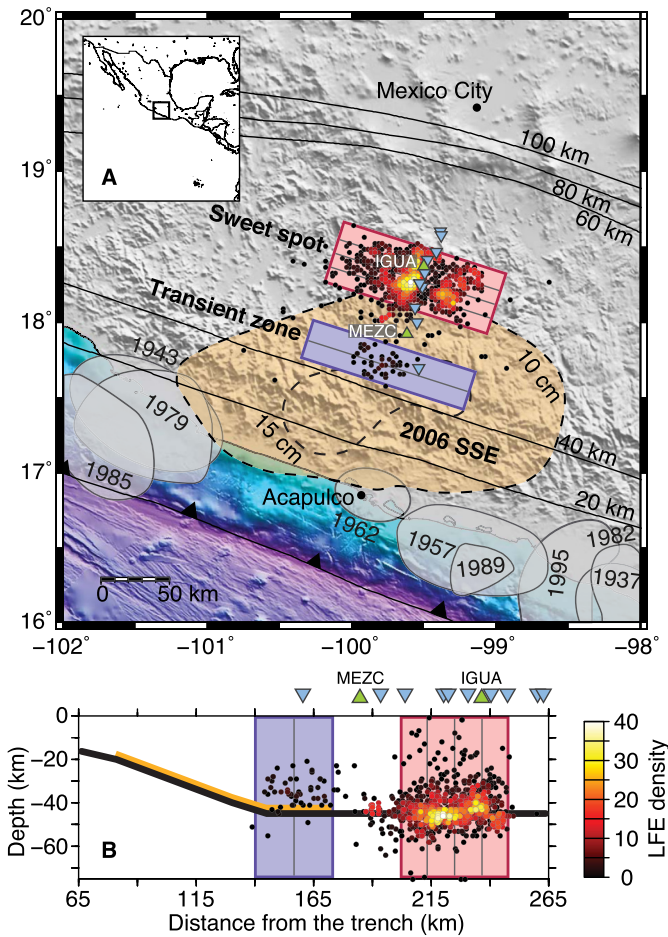 20°
19°
18°
17°
16°
−102°
−101°
−100°
−99°
−98°
A
Mexico City
100 km
80 km
60 km
Sweet spot
IGUA
Transient zone
MEZC
10 cm
1943
1979
15 cm
2006 SSE
40 km
1985
Acapulco
20 km
1962
1957
1989
1995
1982
1937
0
50 km
MEZC
IGUA
0
−20
−40
−60
Depth (km)
B
65
115
165
215
265
Distance from the trench (km)
40
30
20
10
0
LFE density